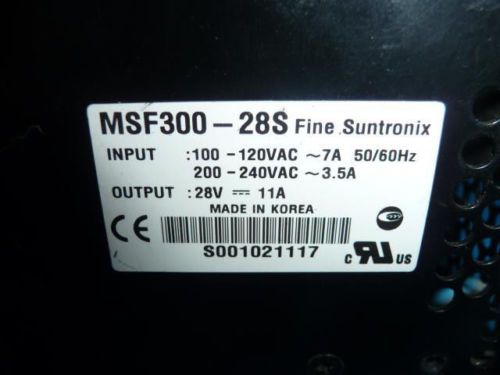 MSF300-28S Fine Suntronix
INPUT :100-120VAC ~7A 50/60Hz
200-240VAC ~3.5A
OUTPUT :28V ⎓ 11A
MADE IN KOREA
CE
S001021117
c RU US